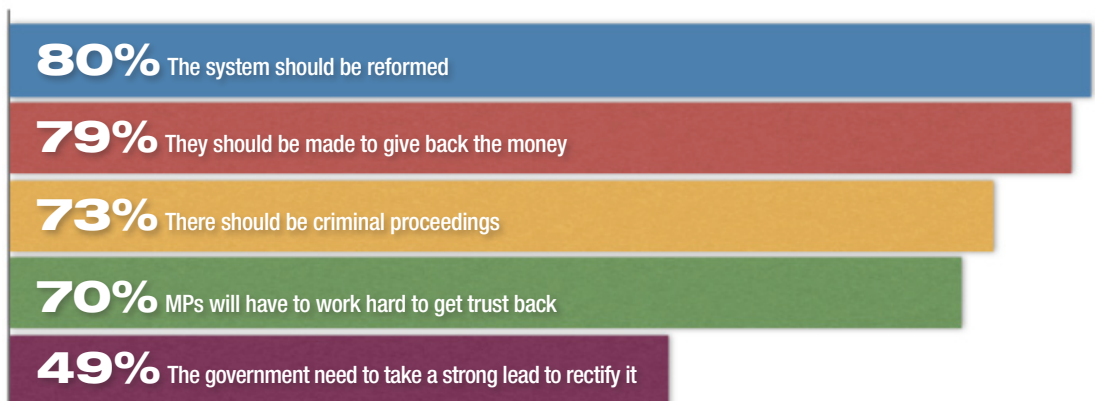 80% The system should be reformed
79% They should be made to give back the money
73% There should be criminal proceedings
70% MPs will have to work hard to get trust back
49% The government need to take a strong lead to rectify it